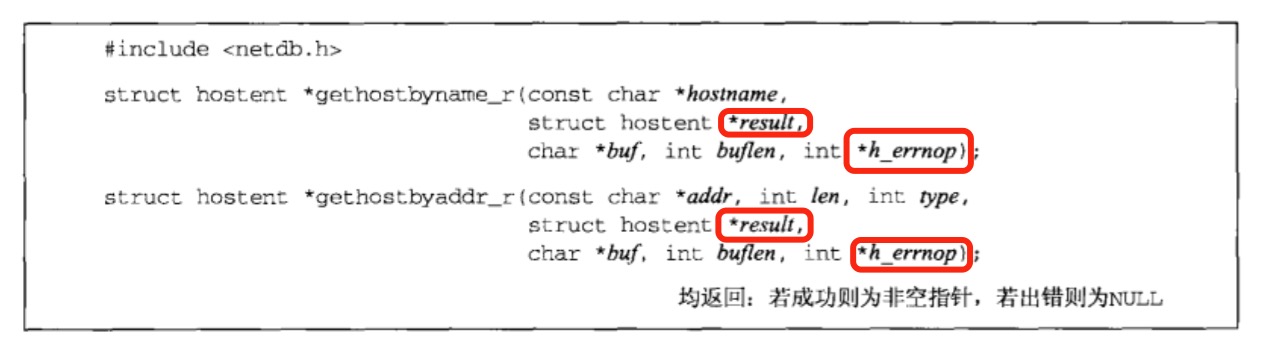 #include <netdb.h>
struct hostent *gethostbyname_r(const char *hostname,
struct hostent *result,
char *buf, int buflen, int *h_errnop);
struct hostent *gethostbyaddr_r(const char *addr, int len, int type,
struct hostent *result,
char *buf, int buflen, int *h_errnop);
均返回：若成功则为非空指针，若出错则为NULL